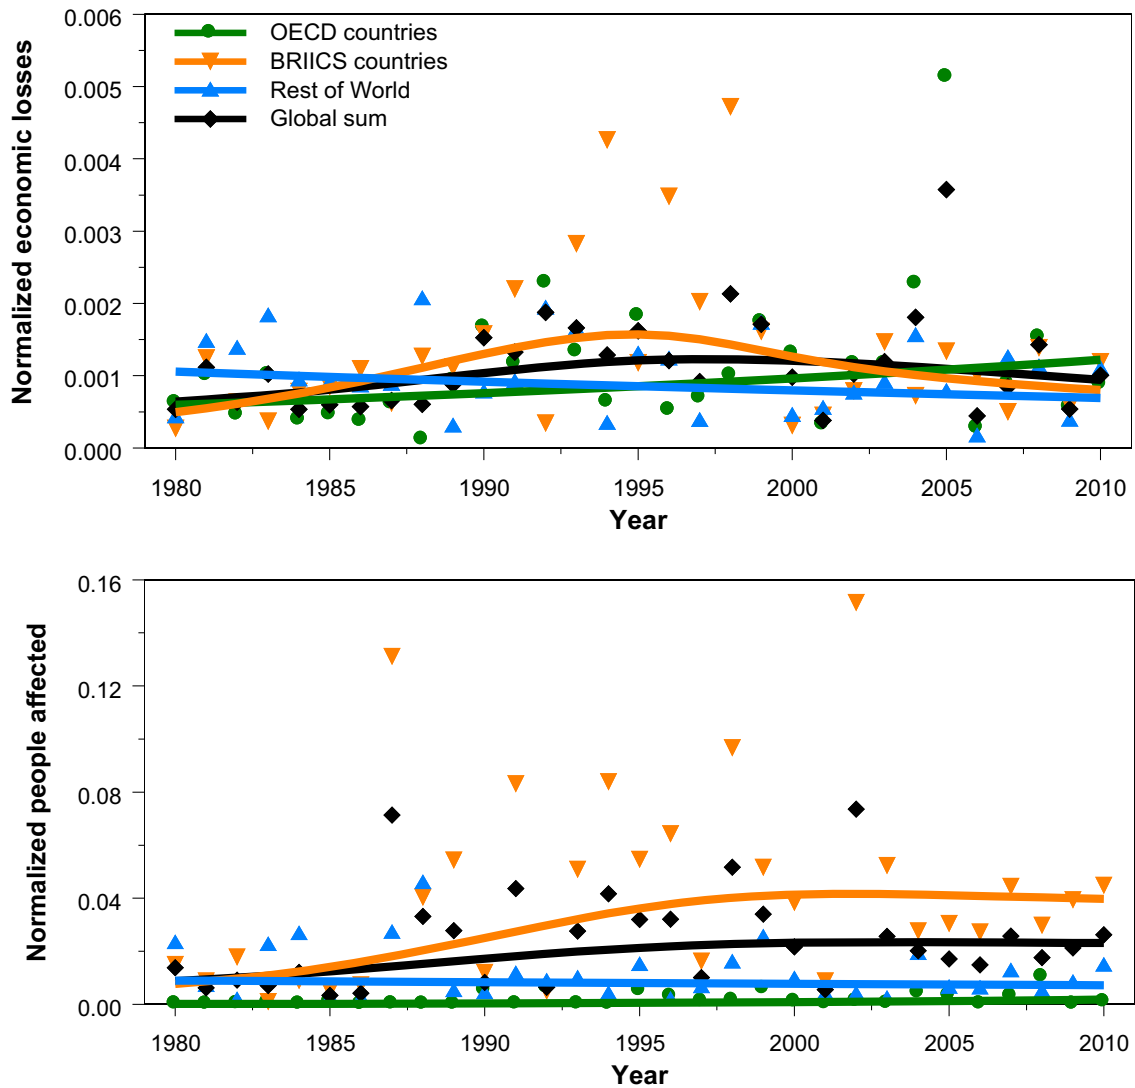 Normalized economic losses
0.006
0.005
0.004
0.003
0.002
0.001
0.000
OECD countries
BRIICS countries
Rest of World
Global sum
1980 1985 1990 1995 2000 2005 2010
Year
Normalized people affected
0.16
0.12
0.08
0.04
0.00
1980 1985 1990 1995 2000 2005 2010
Year